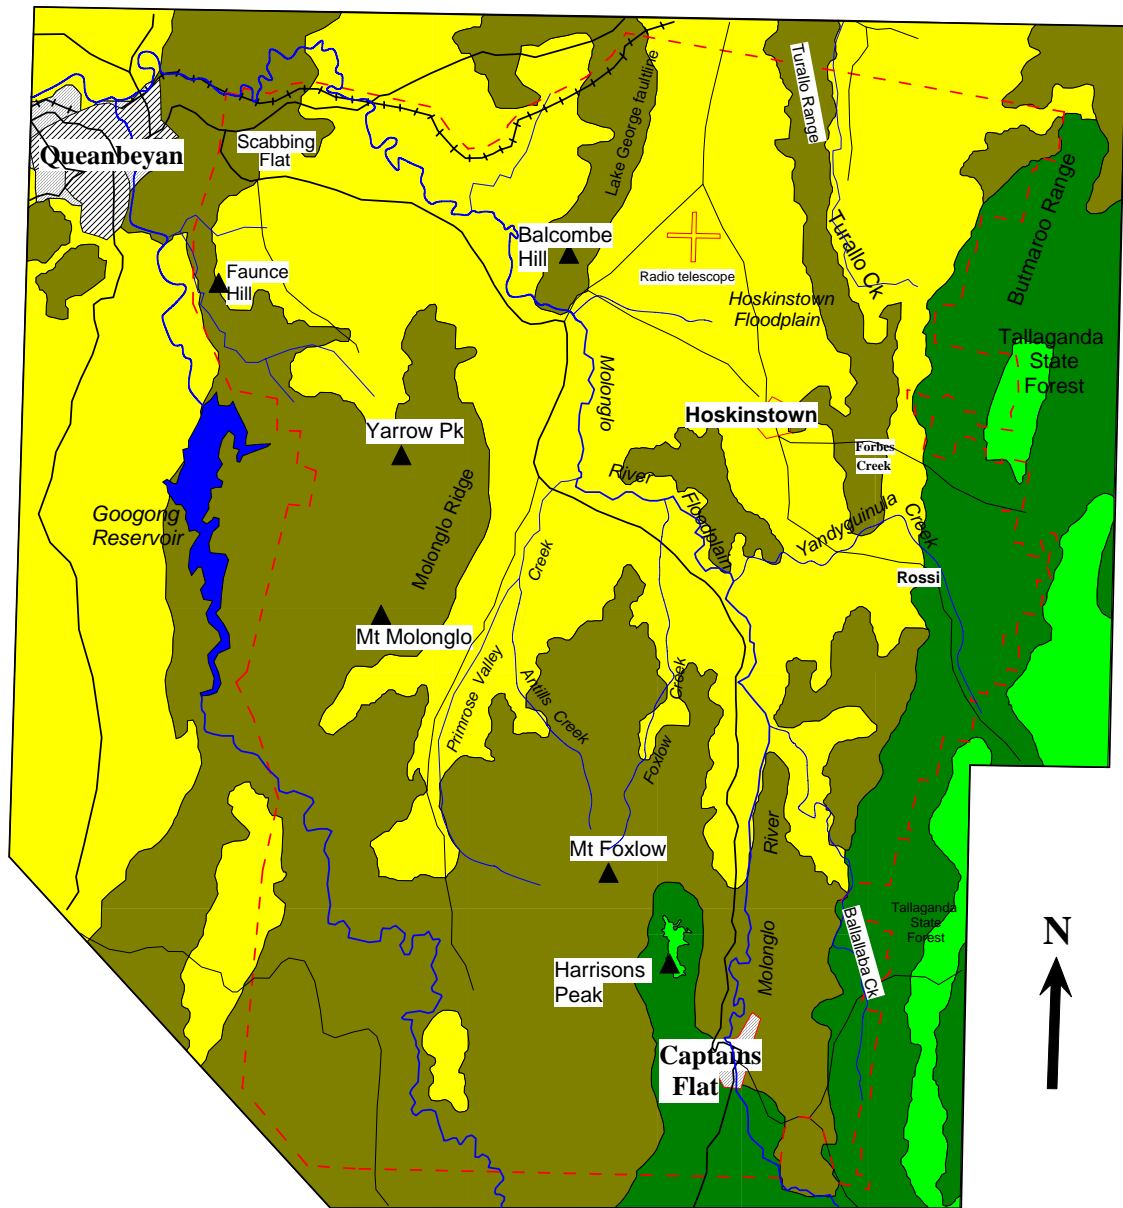 Turallo Range
Lake George faultline
Scabbing
Flat
Queanbeyan
Butmaroo Range
Turallo Ck
Balcombe
Hill
Faunce
Hill
Radio telescope
Hoskinstown
Floodplain
Tallaganda
State
Forest
Molonglo
Hoskinstown
Yarrow Pk
Forbes
Creek
River
Floodplain
Molonglo Ridge
Googong
Reservoir
Yandyguinula
Creek
Creek
Rossi
Mt Molonglo
Primrose Valley
Antills Creek
Creek
Foxlow
River
Mt Foxlow
Tallaganda
State
Forest
Ballallaba Ck
Molonglo
N
Harrisons
Peak
Captains
Flat